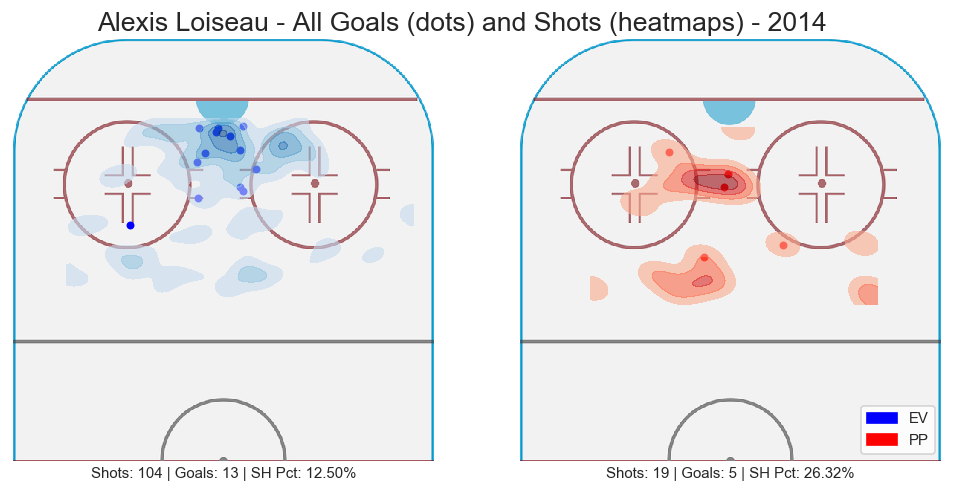 Alexis Loiseau - All Goals (dots) and Shots (heatmaps) - 2014
EV
PP
Shots: 104 | Goals: 13 | SH Pct: 12.50%
Shots: 19 | Goals: 5 | SH Pct: 26.32%